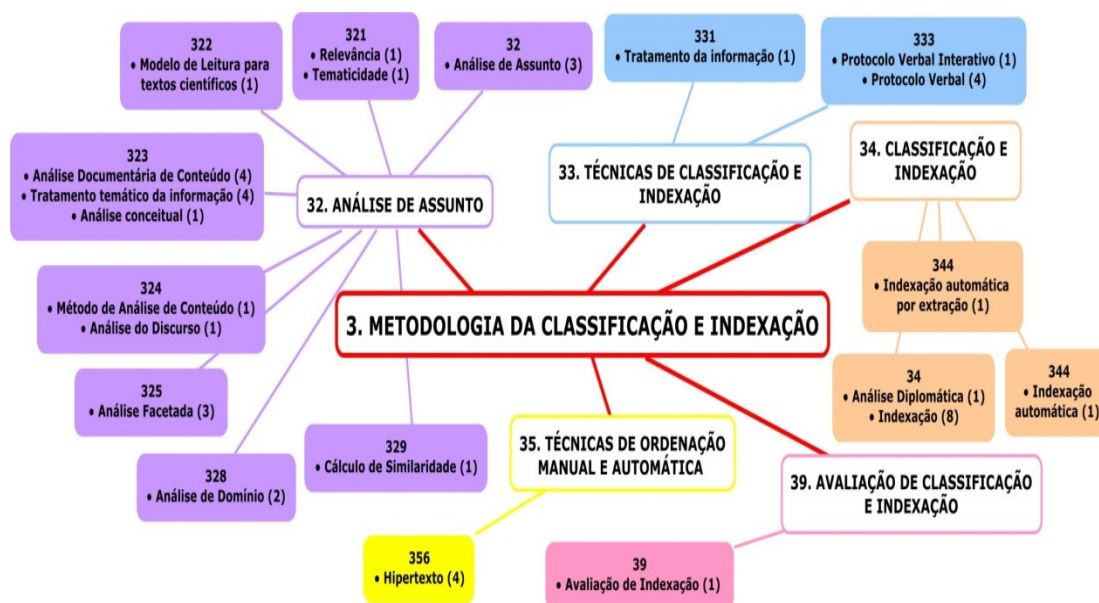 322
• Modelo de Leitura para
textos científicos (1)
321
• Relevância (1)
• Tematicidade (1)
32
• Análise de Assunto (3)
331
• Tratamento da informação (1)
333
• Protocolo Verbal Interativo (1)
• Protocolo Verbal (4)
323
• Análise Documentária de Conteúdo (4)
• Tratamento temático da informação (4)
• Análise conceitual (1)
32. ANÁLISE DE ASSUNTO
33. TÉCNICAS DE CLASSIFICAÇÃO E
INDEXAÇÃO
34. CLASSIFICAÇÃO E
INDEXAÇÃO
324
• Método de Análise de Conteúdo (1)
• Análise do Discurso (1)
3. METODOLOGIA DA CLASSIFICAÇÃO E INDEXAÇÃO
344
• Indexação automática
por extração
(1)
325
• Análise Facetada (3)
34
• Análise Diplomática (1)
• Indexação (8)
344
• Indexação
automática (1)
328
• Análise de Domínio (2)
329
• Cálculo de Similaridade (1)
35. TÉCNICAS DE ORDENAÇÃO
MANUAL E AUTOMÁTICA
39. AVALIAÇÃO DE CLASSIFICAÇÃO
E INDEXAÇÃO
356
• Hipertexto (4)
39
• Avaliação de Indexação (1)